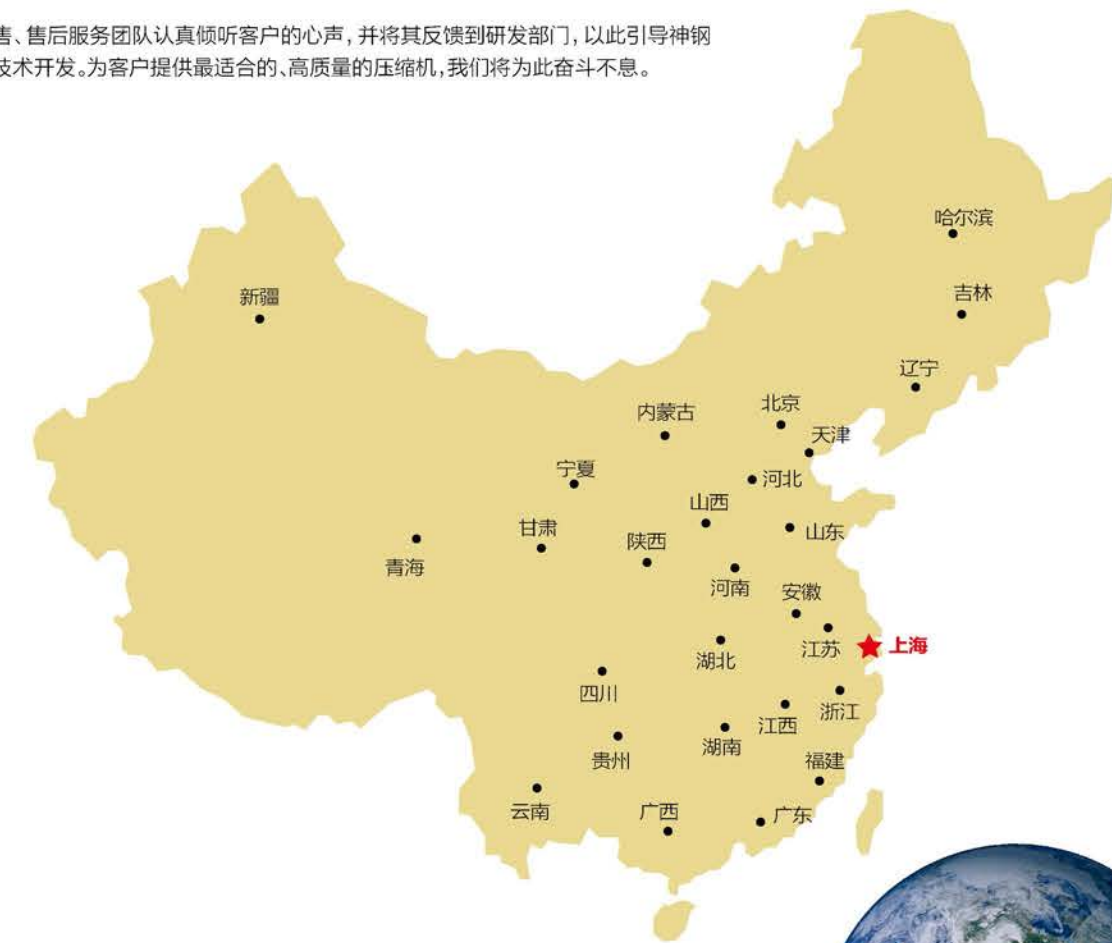 售、售后服务团队认真倾听客户的心声,并将其反馈到研发部门,以此引导神钢
技术开发。为客户提供最适合的、高质量的压缩机,我们将为此奋斗不息。
哈尔滨
新疆
吉林
辽宁
内蒙古
北京
天津
宁夏
河北
山西
甘肃
山东
陕西
青海
河南
安徽
江苏
上海
湖北
四川
浙江
江西
湖南
贵州
福建
云南
广西
广东